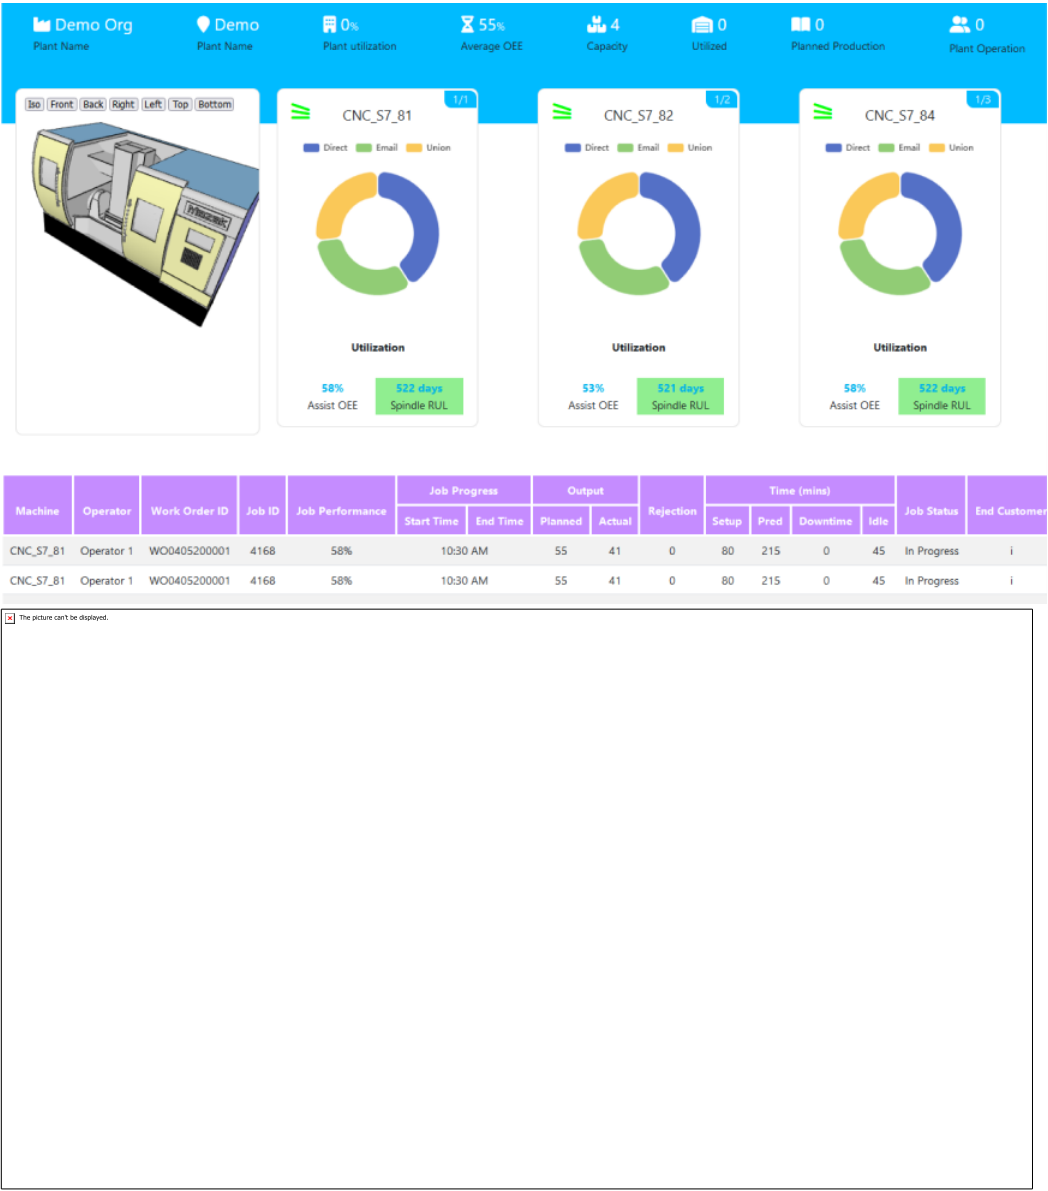 Demo Org
Plant Name
Demo
Plant Name
0%
Plant utilization
55%
Average OEE
4
Capacity
0
Utilized
0
Planned Production
0
Plant Operation
Iso Front Back Right Left Top Bottom
1/1
CNC_S7_81
Direct Email Union
Utilization
58% 522 days
Assist OEE Spindle RUL
1/2
CNC_S7_82
Direct Email Union
Utilization
53% 521 days
Assist OEE Spindle RUL
1/3
CNC_S7_84
Direct Email Union
Utilization
58% 522 days
Assist OEE Spindle RUL
Job Progress Output Time (mins)
Machine Operator Work Order ID Job ID Job Performance Rejection Job Status End Customer
Start Time End Time Planned Actual Setup Pred Downtime Idle
CNC_S7_81 Operator 1 WO0405200001 4168 58% 10:30 AM 55 41 0 80 215 0 45 In Progress i
CNC_S7_81 Operator 1 WO0405200001 4168 58% 10:30 AM 55 41 0 80 215 0 45 In Progress i
The picture can't be displayed.